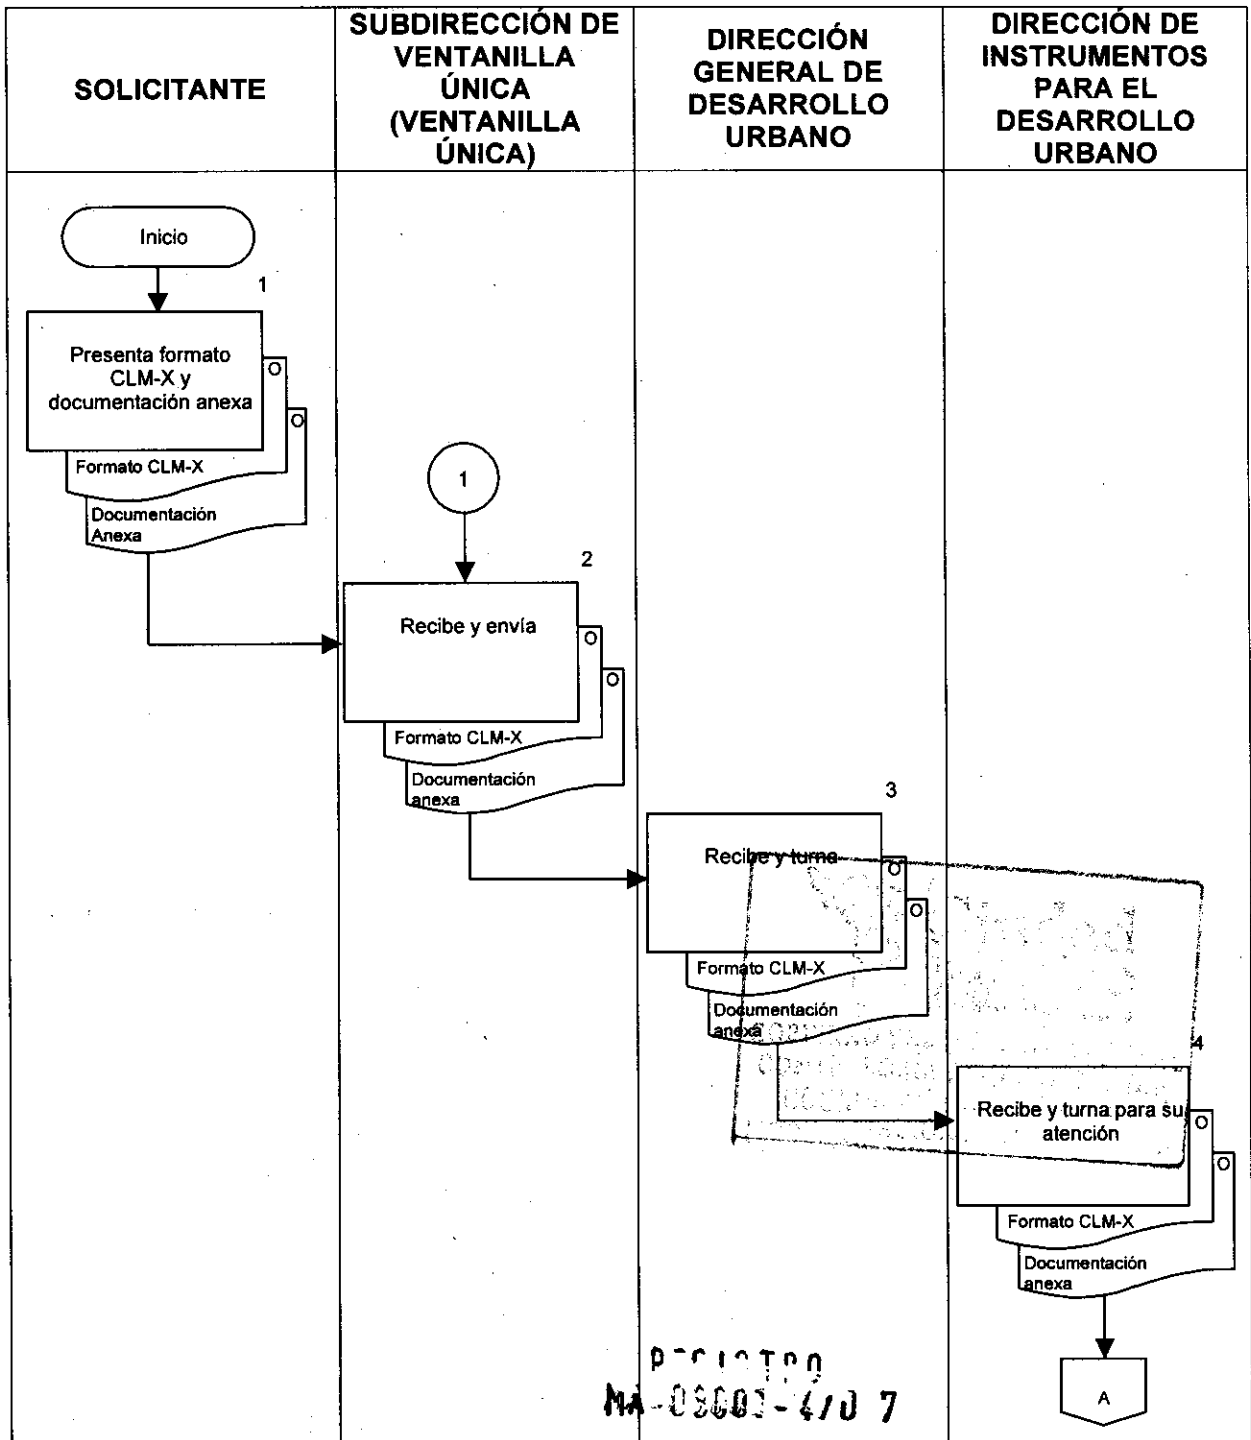 SOLICITANTE
SUBDIRECCIÓN DE
VENTANILLA
ÚNICA
(VENTANILLA
ÚNICA)
DIRECCIÓN
GENERAL DE
DESARROLLO
URBANO
DIRECCIÓN DE
INSTRUMENTOS
PARA EL
DESARROLLO
URBANO
Inicio
1
Presenta formato
CLM-X y
documentación anexa
O
O
Formato CLM-X
Documentación
Anexa
1
2
Recibe y envía
O
O
Formato CLM-X
Documentación
anexa
3
Recibe y turna
O
O
Formato CLM-X
Documentación
anexa
4
Recibe y turna para su
atención
O
O
Formato CLM-X
Documentación
anexa
A
REGISTRO